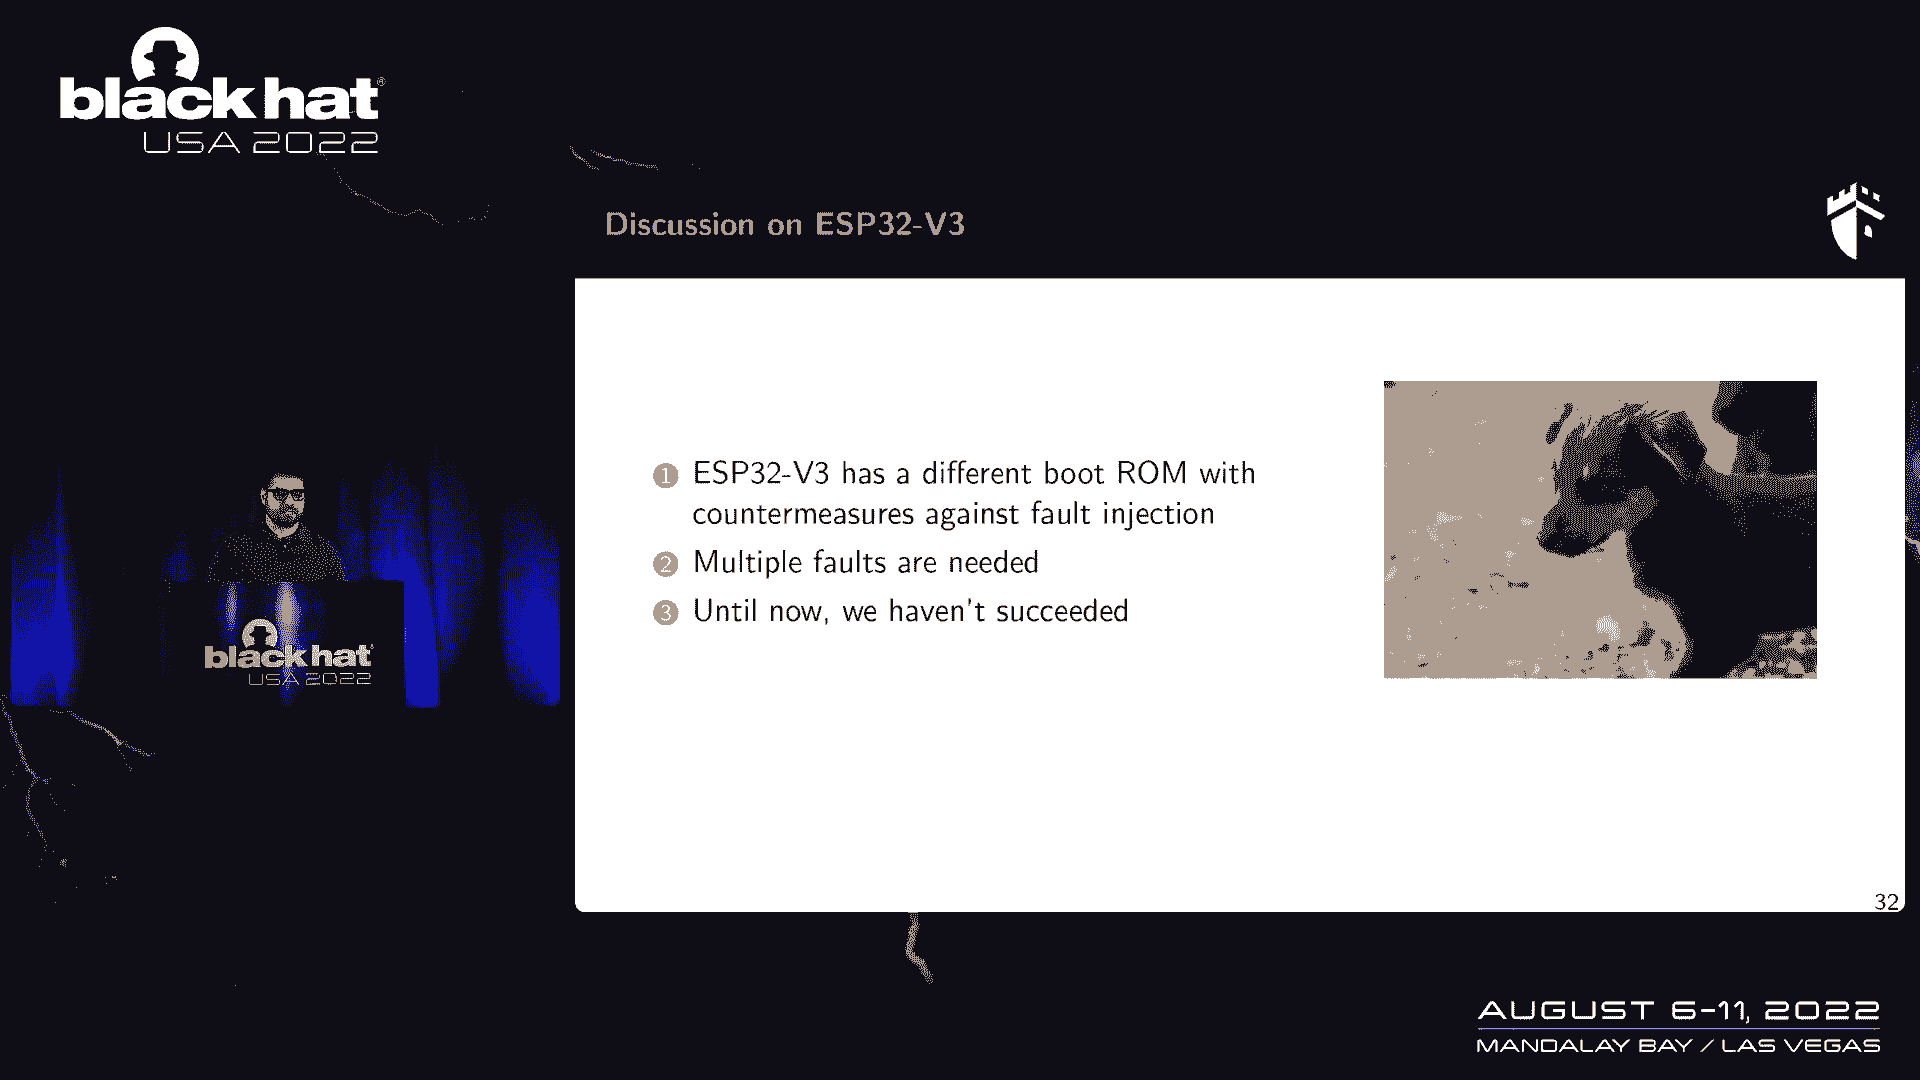 black hat®
USA 2022
Discussion on ESP32-V3
1 ESP32-V3 has a different boot ROM with
countermeasures against fault injection
2 Multiple faults are needed
3 Until now, we haven't succeeded
black hat®
USA 2022
32
AUGUST 6-11, 2022
MANDALAY BAY / LAS VEGAS